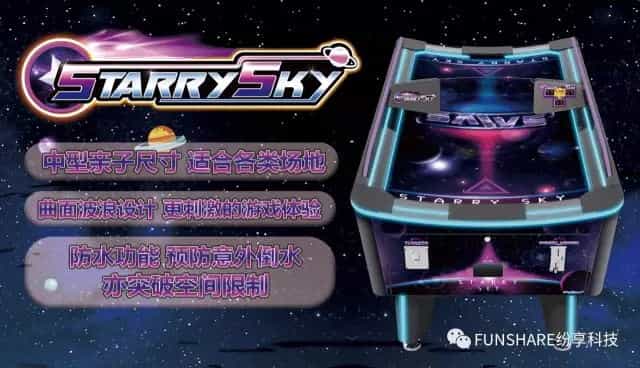 STARRY SKY
中型亲子尺寸 适合各类场地
曲面波浪设计 更刺激的游戏体验
防水功能 预防意外倒水
亦突破空间限制
STARRY SKY
FUNSHARE纷享科技